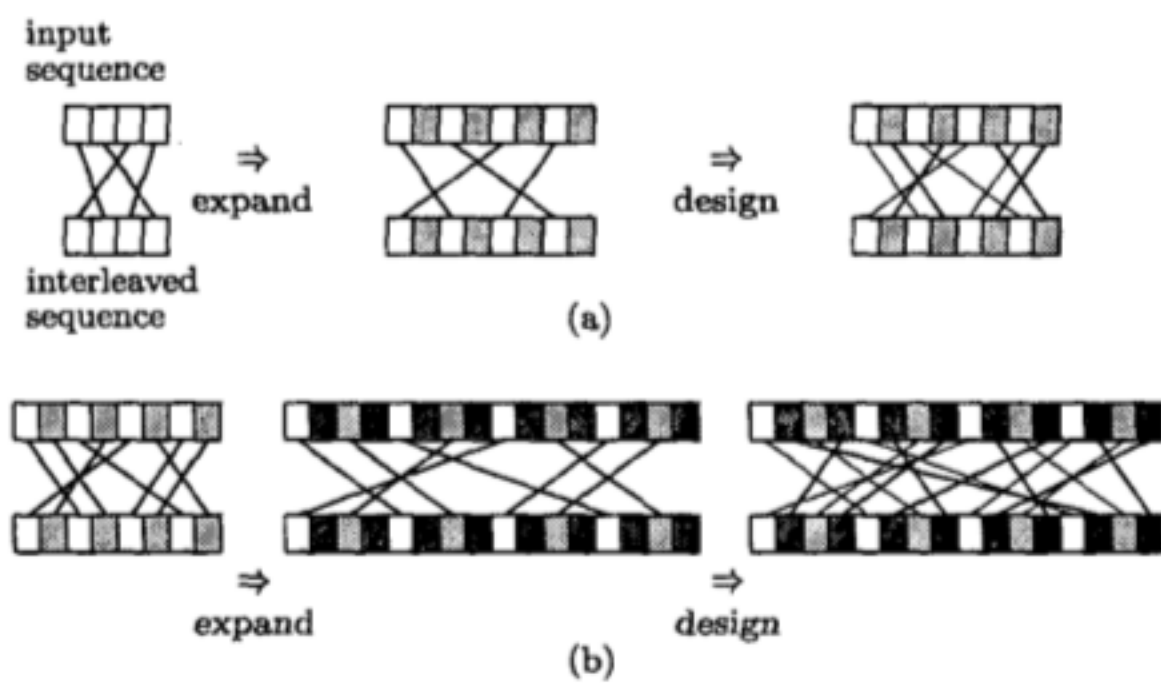 input
sequence
⇒
expand
⇒
design
interleaved
sequence
(a)
⇒
expand
⇒
design
(b)